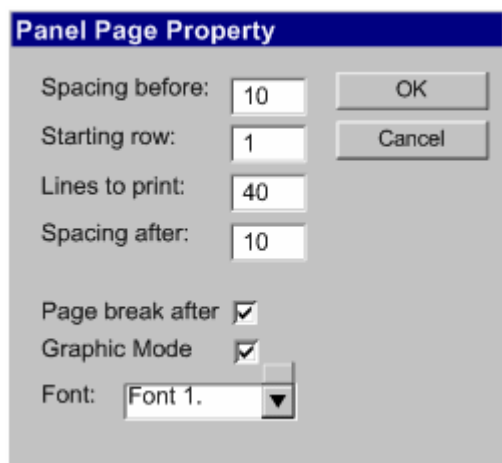 Panel Page Property
Spacing before: 10 OK
Starting row: 1 Cancel
Lines to print: 40
Spacing after: 10
Page break after
Graphic Mode
Font: Font 1.